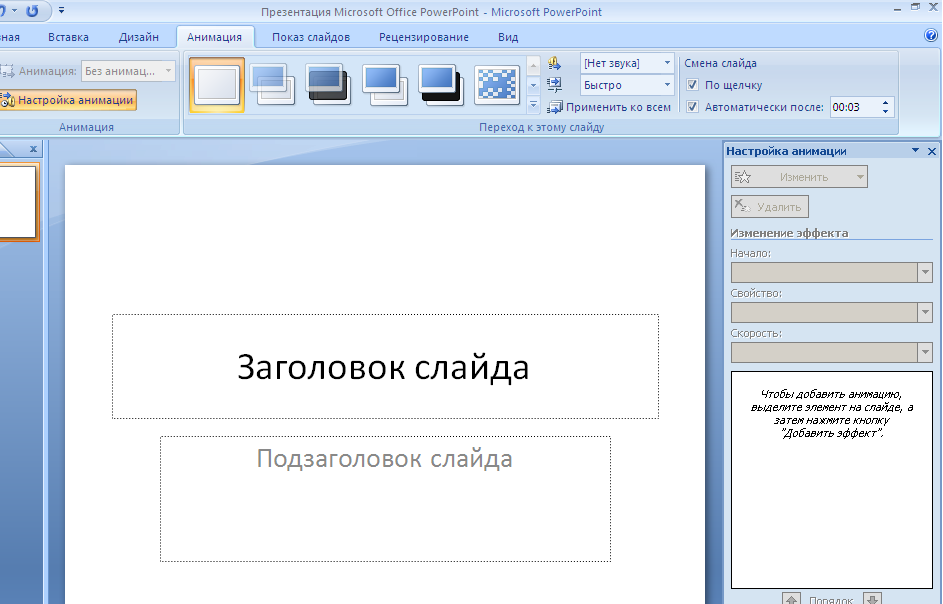 Презентация Microsoft Office PowerPoint - Microsoft PowerPoint
вная Вставка Дизайн Анимация Показ слайдов Рецензирование Вид
Анимация: Без анимац...
Настройка анимации
Анимация
[Нет звука]
Быстро
Применить ко всем
Смена слайда
По щелчку
Автоматически после: 00:03
Переход к этому слайду
Заголовок слайда
Подзаголовок слайда
Настройка анимации
Изменить
Удалить
Изменение эффекта
Начало:
Свойство:
Скорость:
Чтобы добавить анимацию,
выделите элемент на слайде, а
затем нажмите кнопку
"Добавить эффект".
Порядок